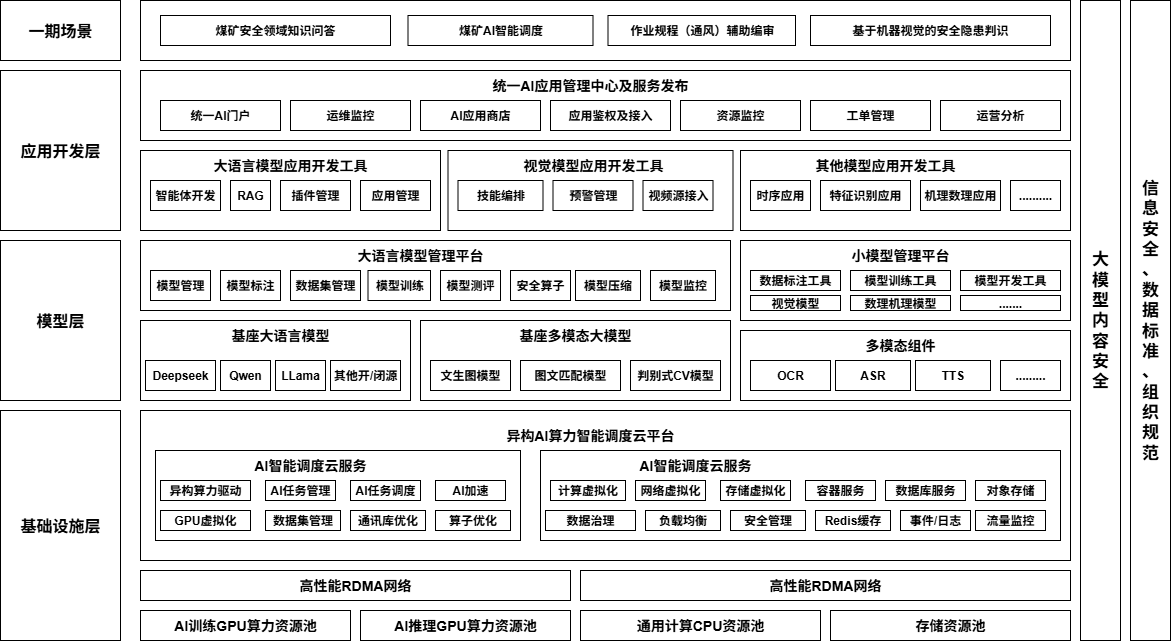 一期场景
煤矿安全领域知识问答
煤矿AI智能调度
作业规程（通风）辅助编审
基于机器视觉的安全隐患判识
应用开发层
统一AI应用管理中心及服务发布
统一AI门户
运维监控
AI应用商店
应用鉴权及接入
资源监控
工单管理
运营分析
大语言模型应用开发工具
智能体开发
RAG
插件管理
应用管理
视觉模型应用开发工具
技能编排
预警管理
视频源接入
其他模型应用开发工具
时序应用
特征识别应用
机理数理应用
..........
模型层
大语言模型管理平台
模型管理
模型标注
数据集管理
模型训练
模型测评
安全算子
模型压缩
模型监控
小模型管理平台
数据标注工具
模型训练工具
模型开发工具
视觉模型
数理机理模型
.......
基座大语言模型
Deepseek
Qwen
LLama
其他开/闭源
基座多模态大模型
文生图模型
图文匹配模型
判别式CV模型
多模态组件
OCR
ASR
TTS
.........
基础设施层
异构AI算力智能调度云平台
AI智能调度云服务
异构算力驱动
AI任务管理
AI任务调度
AI加速
GPU虚拟化
数据集管理
通讯库优化
算子优化
AI智能调度云服务
计算虚拟化
网络虚拟化
存储虚拟化
容器服务
数据库服务
对象存储
数据治理
负载均衡
安全管理
Redis缓存
事件/日志
流量监控
高性能RDMA网络
高性能RDMA网络
AI训练GPU算力资源池
AI推理GPU算力资源池
通用计算CPU资源池
存储资源池
大模型内容安全
信息安全、数据标准、组织规范